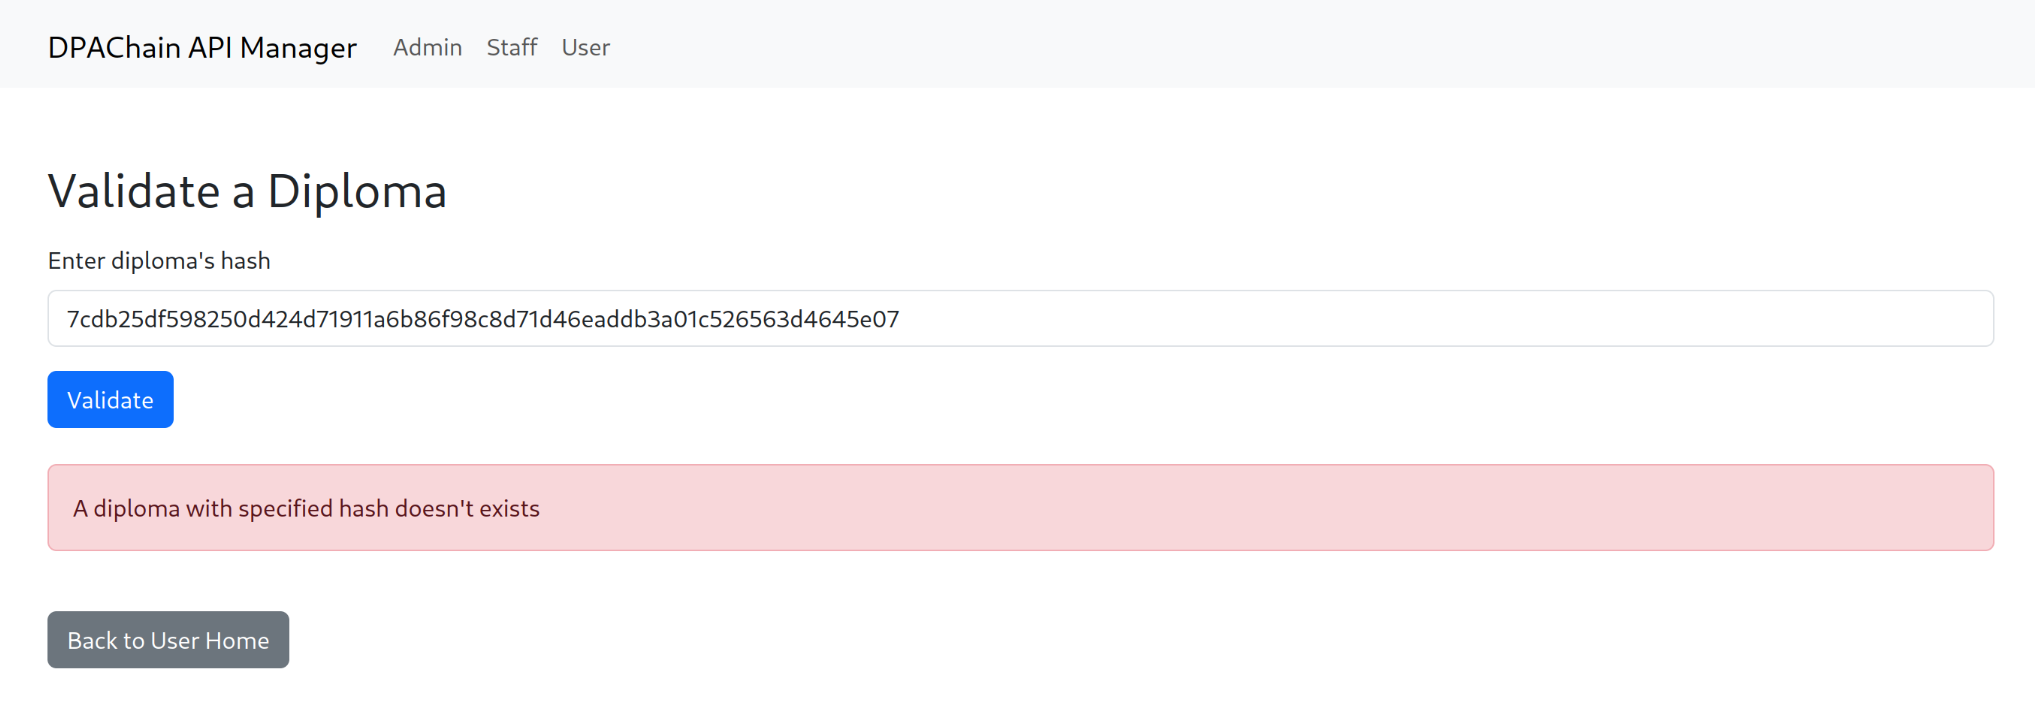 DPAChain API Manager Admin Staff User
Validate a Diploma
Enter diploma's hash
7cdb25df598250d424d71911a6b86f98c8d71d46eaddb3a01c526563d4645e07
Validate
A diploma with specified hash doesn't exists
Back to User Home